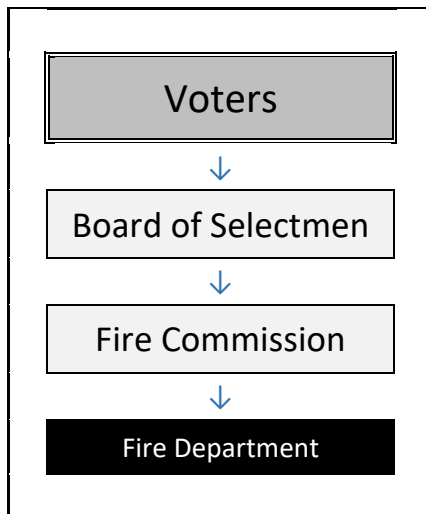 Voters
↓
Board of Selectmen
↓
Fire Commission
↓
Fire Department